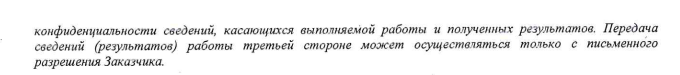 конфиденциальности сведений, касающихся выполняемой работы и полученных результатов. Передача
сведений (результатов) работы третьей стороне может осуществляться только с письменного
разрешения Заказчика.